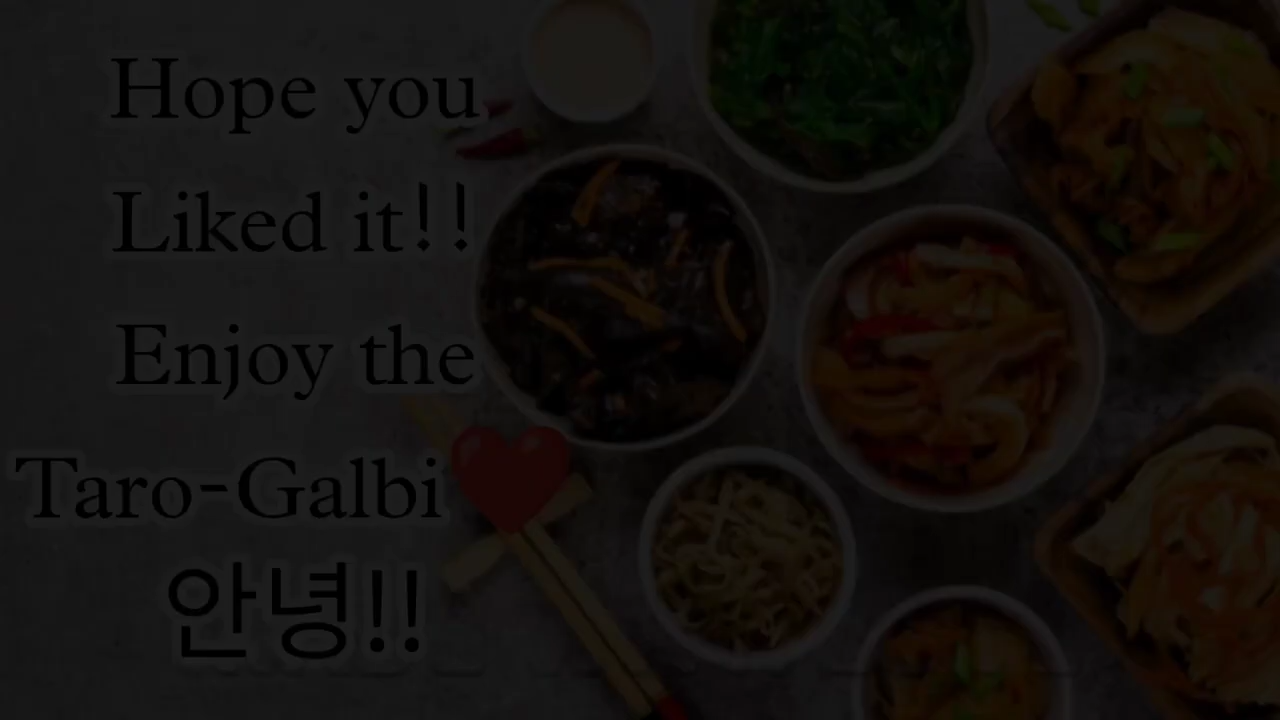 Hope you
Liked it!!
Enjoy the
Taro-Galbi❤️
안녕!!